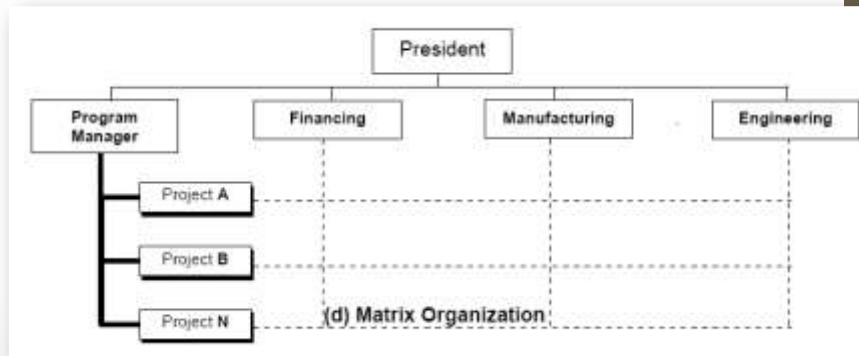 President
Program
Manager
Financing
Manufacturing
Engineering
Project A
Project B
Project N
(d) Matrix Organization